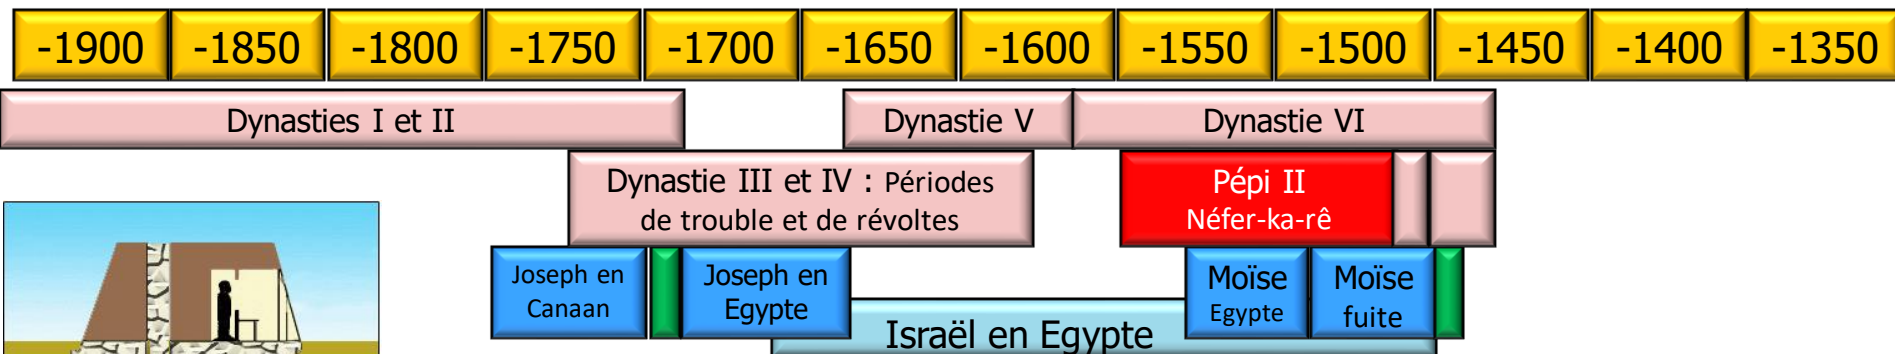 -1900 -1850 -1800 -1750 -1700 -1650 -1600 -1550 -1500 -1450 -1400 -1350
Dynasties I et II Dynastie V Dynastie VI
Dynastie III et IV : Périodes
de trouble et de révoltes
Pépi II
Néfer-ka-rê
Joseph en
Canaan
Joseph en
Egypte
Moïse
Egypte
Moïse
fuite
Israël en Egypte